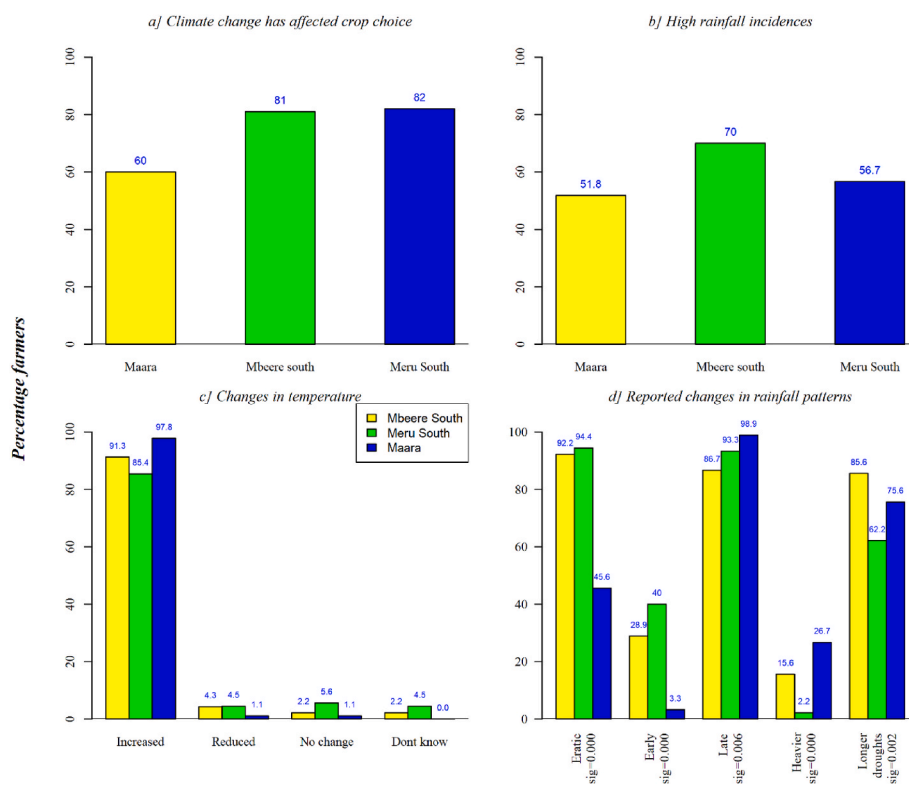 a] Climate change has affected crop choice
100
80
60
40
20
0
60
81
82
Maara
Mbeere south
Meru South
b] High rainfall incidences
100
80
60
40
20
0
51.8
70
56.7
Maara
Mbeere south
Meru South
Percentage farmers
c] Changes in temperature
Mbeere South
Meru South
Maara
100
80
60
40
20
0
91.3
85.4
97.8
4.3
4.5
1.1
2.2
5.6
1.1
2.2
4.5
0.0
Increased
Reduced
No change
Dont know
d] Reported changes in rainfall patterns
100
80
60
40
20
0
92.2
94.4
45.6
28.9
40
3.3
86.7
93.3
98.9
15.6
2.2
26.7
85.6
62.2
75.6
Eratic
sig=0.000
Early
sig=0.000
Late
sig=0.006
Heavier
sig=0.000
Longer
droughts
sig=0.002